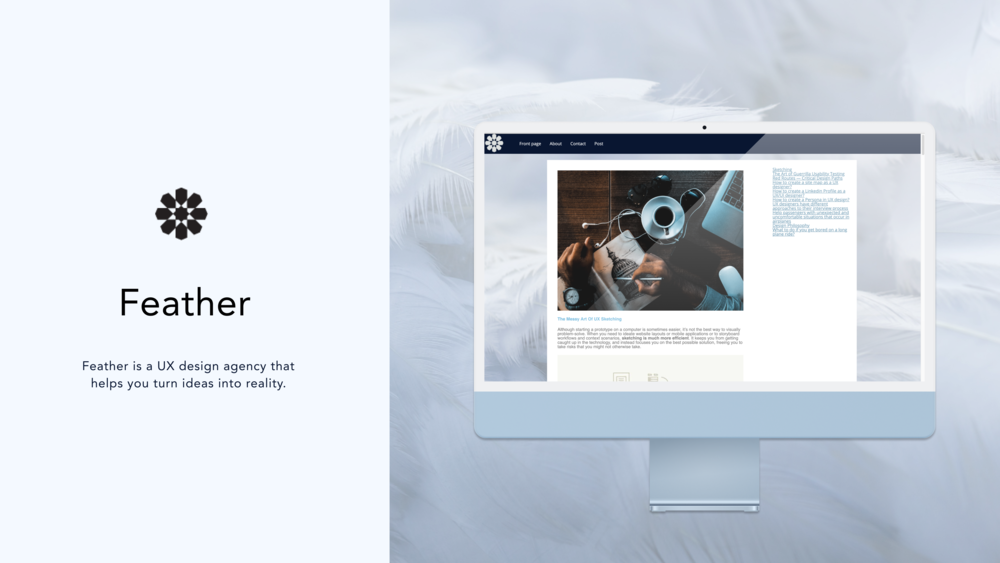 Feather
Feather is a UX design agency that
helps you turn ideas into reality.
Front page About Contact Post
The Messy Art Of UX Sketching
Although starting a prototype on a computer is sometimes easier, it's not the best way to visually
problem-solve. When you need to ideate website layouts or mobile applications or to storyboard
workflows and context scenarios, sketching is much more efficient. It keeps you from getting
caught up in the technology, and instead focuses you on the best possible solution, freeing you to
take risks that you might not otherwise take.
Sketching
The Art of Guerrilla Usability Testing
Red Routes — Critical Design Paths
How to create a site map as a UX
designer?
How to create a LinkedIn Profile as a
UX/UI designer?
How to create a Persona in UX design?
UX designers have different
approaches to their interview process
Help passengers with unexpected and
uncomfortable situations that occur in
airplanes
Design Philosophy
What to do if you get bored on a long
plane ride?